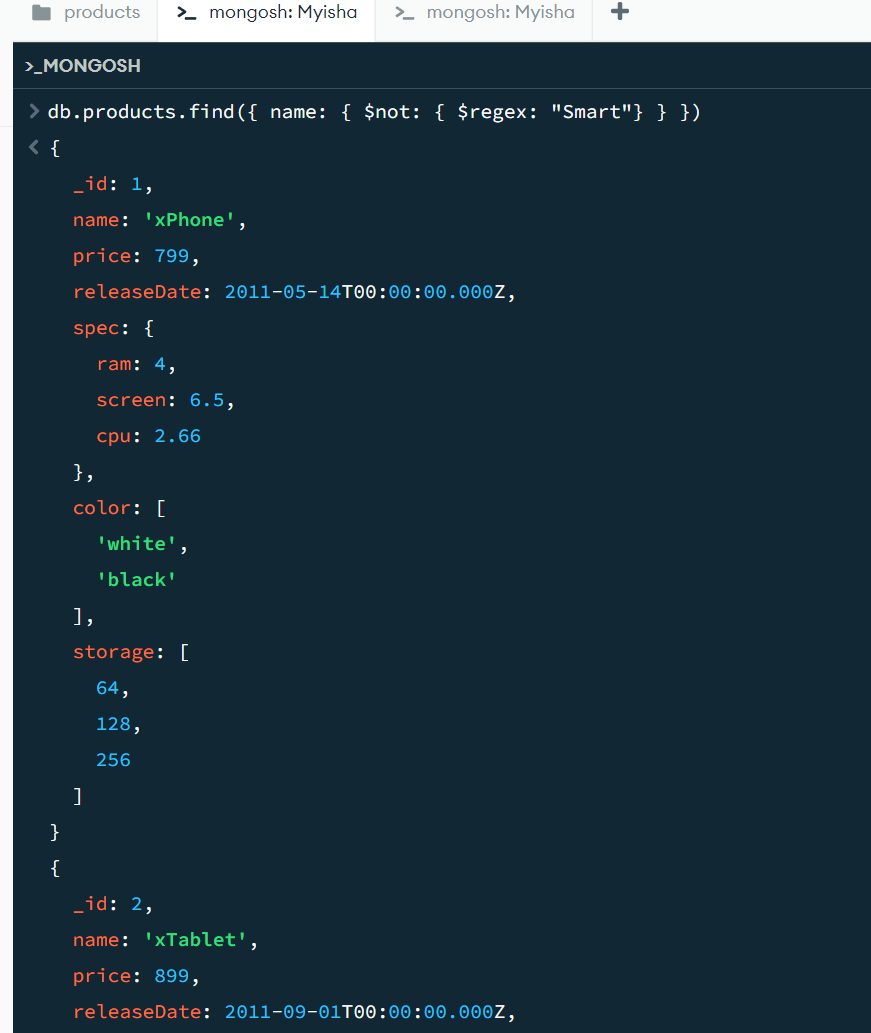 products
mongosh: Myisha
mongosh: Myisha
>_MONGOSH
db.products.find({ name: { $not: { $regex: "Smart"} } })
{
_id: 1,
name: 'xPhone',
price: 799,
releaseDate: 2011-05-14T00:00:00.000Z,
spec: {
ram: 4,
screen: 6.5,
cpu: 2.66
},
color: [
'white',
'black'
],
storage: [
64,
128,
256
]
}
{
_id: 2,
name: 'xTablet',
price: 899,
releaseDate: 2011-09-01T00:00:00.000Z,